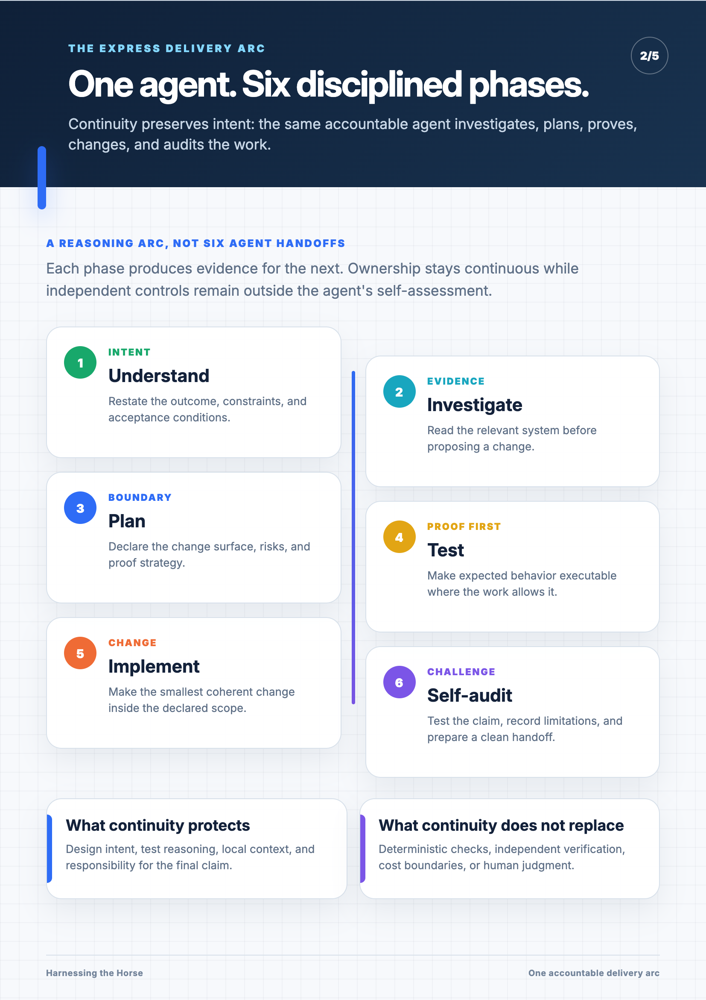 THE EXPRESS DELIVERY ARC
2/5
One agent. Six disciplined phases.
Continuity preserves intent: the same accountable agent investigates, plans, proves,
changes, and audits the work.
A REASONING ARC, NOT SIX AGENT HANDOFFS
Each phase produces evidence for the next. Ownership stays continuous while
independent controls remain outside the agent's self-assessment.
1
INTENT
Understand
Restate the outcome, constraints, and
acceptance conditions.
2
EVIDENCE
Investigate
Read the relevant system before
proposing a change.
3
BOUNDARY
Plan
Declare the change surface, risks, and
proof strategy.
4
PROOF FIRST
Test
Make expected behavior executable
where the work allows it.
5
CHANGE
Implement
Make the smallest coherent change
inside the declared scope.
6
CHALLENGE
Self-audit
Test the claim, record limitations, and
prepare a clean handoff.
What continuity protects
Design intent, test reasoning, local context, and
responsibility for the final claim.
What continuity does not replace
Deterministic checks, independent verification,
cost boundaries, or human judgment.
Harnessing the Horse
One accountable delivery arc